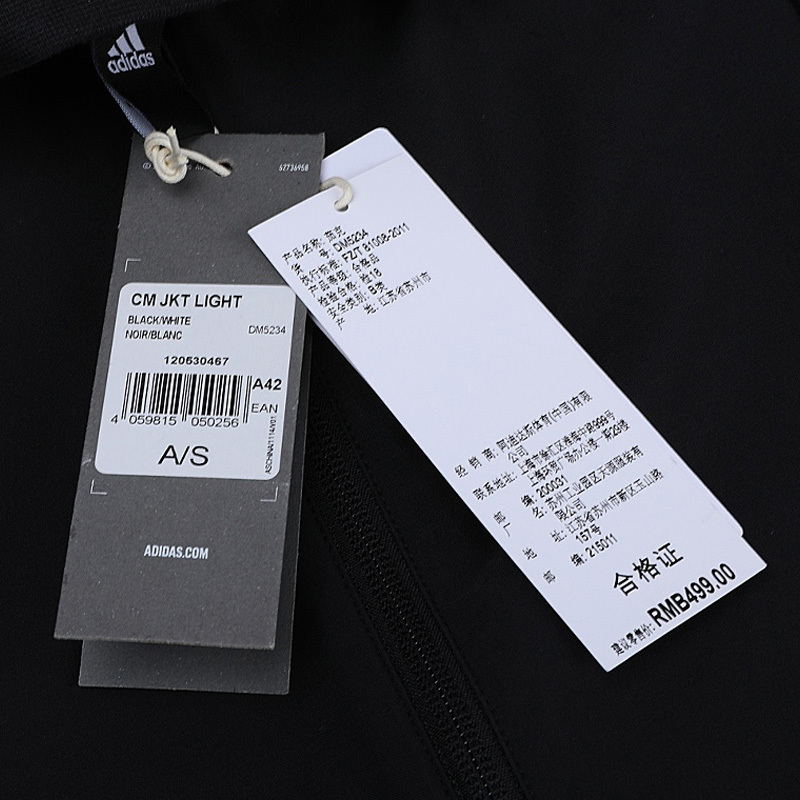 adidas
62736958
CM JKT LIGHT
BLACK/WHITE
NOIR/BLANC
DM5234
120530467
A42
EAN
4 059815 050256
ASCHINA/1114/Y01
A/S
ADIDAS.COM
产品名称: 茄克
货 号: DM5234
执行标准: FZ/T 81008-2011
产品等级: 合格品
检验合格: 检18
安全类别: B类
产 地: 江苏省苏州市
经 销 商: 阿迪达斯体育(中国)有限
公司
联系地址: 上海市徐汇区淮海中路999号
上海环贸广场办公楼一期29楼
邮 编: 200031
厂 名: 苏州工业园区天源服装有
限公司
地 址: 江苏省苏州市新区玉山路
157号
邮 编: 215011
合格证
建议零售价: RMB499.00